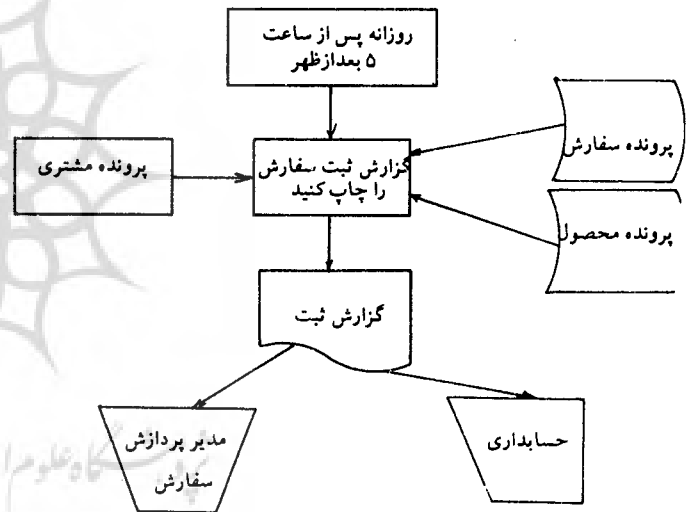 روزانه پس از ساعت
۵ بعدازظهر
پرونده سفارش
پرونده مشتری
گزارش ثبت سفارش
را چاپ کنید
پرونده محصول
گزارش ثبت
مدیر پردازش
سفارش
حسابداری